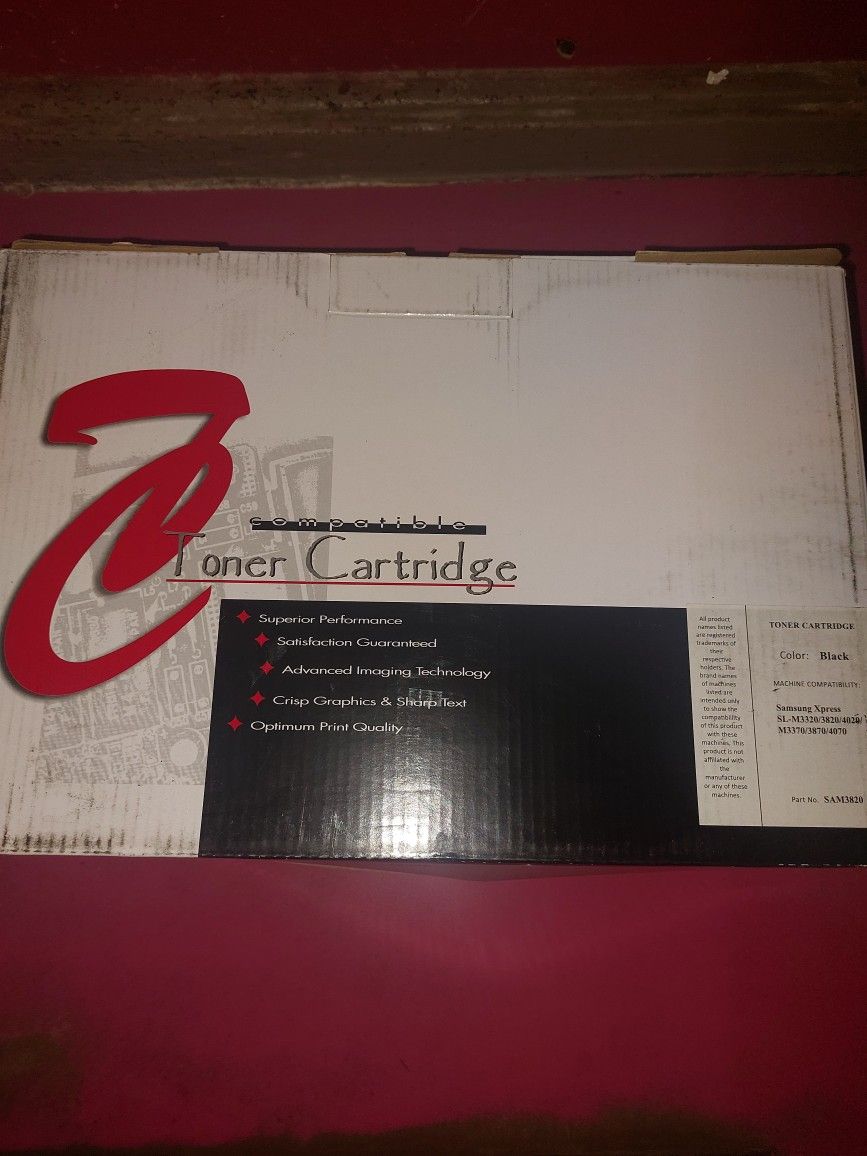 compatible
Toner Cartridge
Superior Performance
Satisfaction Guaranteed
Advanced Imaging Technology
Crisp Graphics & Sharp Text
Optimum Print Quality
All product
names listed
are registered
trademarks of
their
respective
holders. The
brand names
of machines
listed are
intended only
to show the
compatibility
of this product
with these
machines. This
product is not
affiliated with
the
manufacturer
or any of these
machines.
TONER CARTRIDGE
Color: Black
MACHINE COMPATIBILITY:
Samsung Xpress
SL-M3320/3820/4020/
M3370/3870/4070
Part No. SAM3820